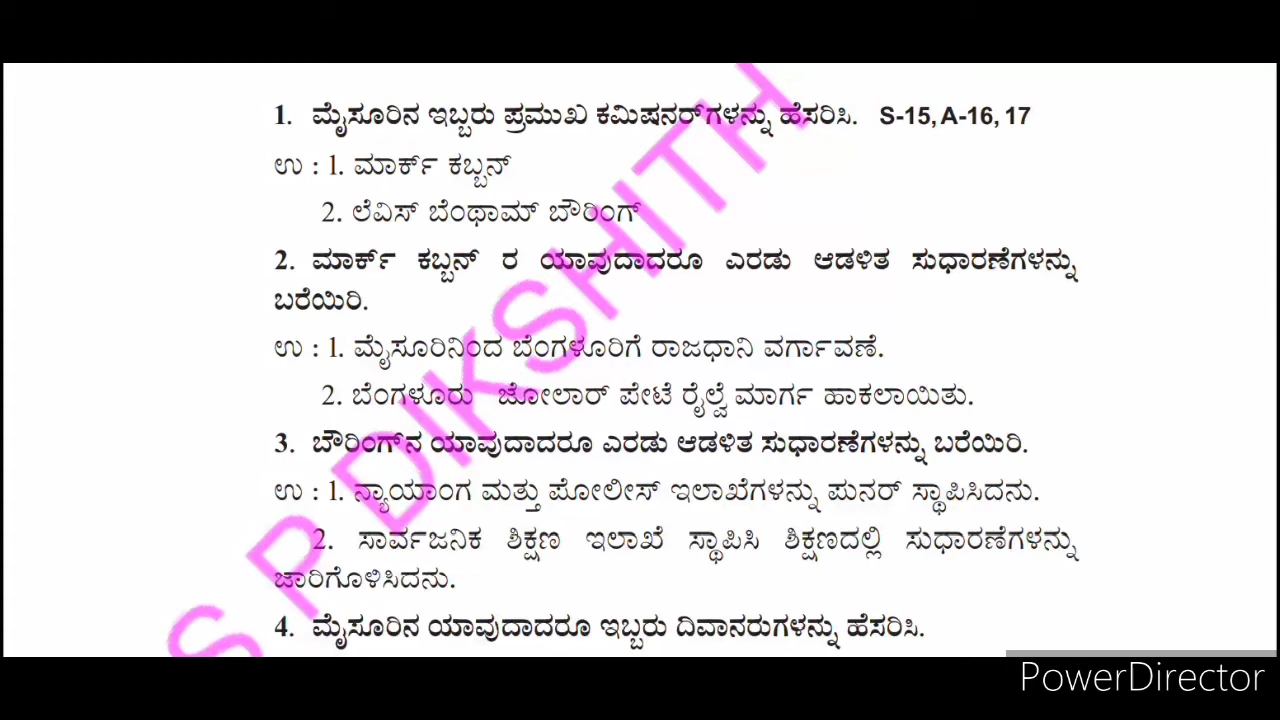 1. ಮೈಸೂರಿನ ಇಬ್ಬರು ಪ್ರಮುಖ ಕಮಿಷನರ್‌ಗಳನ್ನು ಹೆಸರಿಸಿ. S-15, A-16, 17
ಉ : 1. ಮಾರ್ಕ್ ಕಬ್ಬನ್
2. ಲೆವಿಸ್ ಬೆಂಥಾಮ್ ಬೌರಿಂಗ್
2. ಮಾರ್ಕ್ ಕಬ್ಬನ್ ರ ಯಾವುದಾದರೂ ಎರಡು ಆಡಳಿತ ಸುಧಾರಣೆಗಳನ್ನು
ಬರೆಯಿರಿ.
ಉ : 1. ಮೈಸೂರಿನಿಂದ ಬೆಂಗಳೂರಿಗೆ ರಾಜಧಾನಿ ವರ್ಗಾವಣೆ.
2. ಬೆಂಗಳೂರು ಜೋಲಾರ್ ಪೇಟೆ ರೈಲ್ವೆ ಮಾರ್ಗ ಹಾಕಲಾಯಿತು.
3. ಬೌರಿಂಗ್‌ನ ಯಾವುದಾದರೂ ಎರಡು ಆಡಳಿತ ಸುಧಾರಣೆಗಳನ್ನು ಬರೆಯಿರಿ.
ಉ : 1. ನ್ಯಾಯಾಂಗ ಮತ್ತು ಪೋಲೀಸ್ ಇಲಾಖೆಗಳನ್ನು ಪುನರ್ ಸ್ಥಾಪಿಸಿದನು.
2. ಸಾರ್ವಜನಿಕ ಶಿಕ್ಷಣ ಇಲಾಖೆ ಸ್ಥಾಪಿಸಿ ಶಿಕ್ಷಣದಲ್ಲಿ ಸುಧಾರಣೆಗಳನ್ನು
ಜಾರಿಗೊಳಿಸಿದನು.
4. ಮೈಸೂರಿನ ಯಾವುದಾದರೂ ಇಬ್ಬರು ದಿವಾನರುಗಳನ್ನು ಹೆಸರಿಸಿ.
S P DIKSHITH
PowerDirector